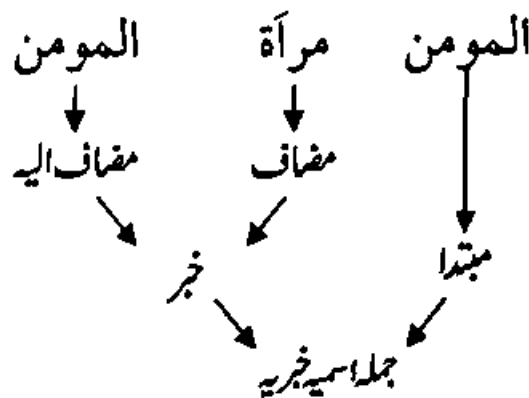 المومن مرآة المومن
مضاف مضاف الیہ
مبتدا خبر
جملہ اسمیہ خبریہ